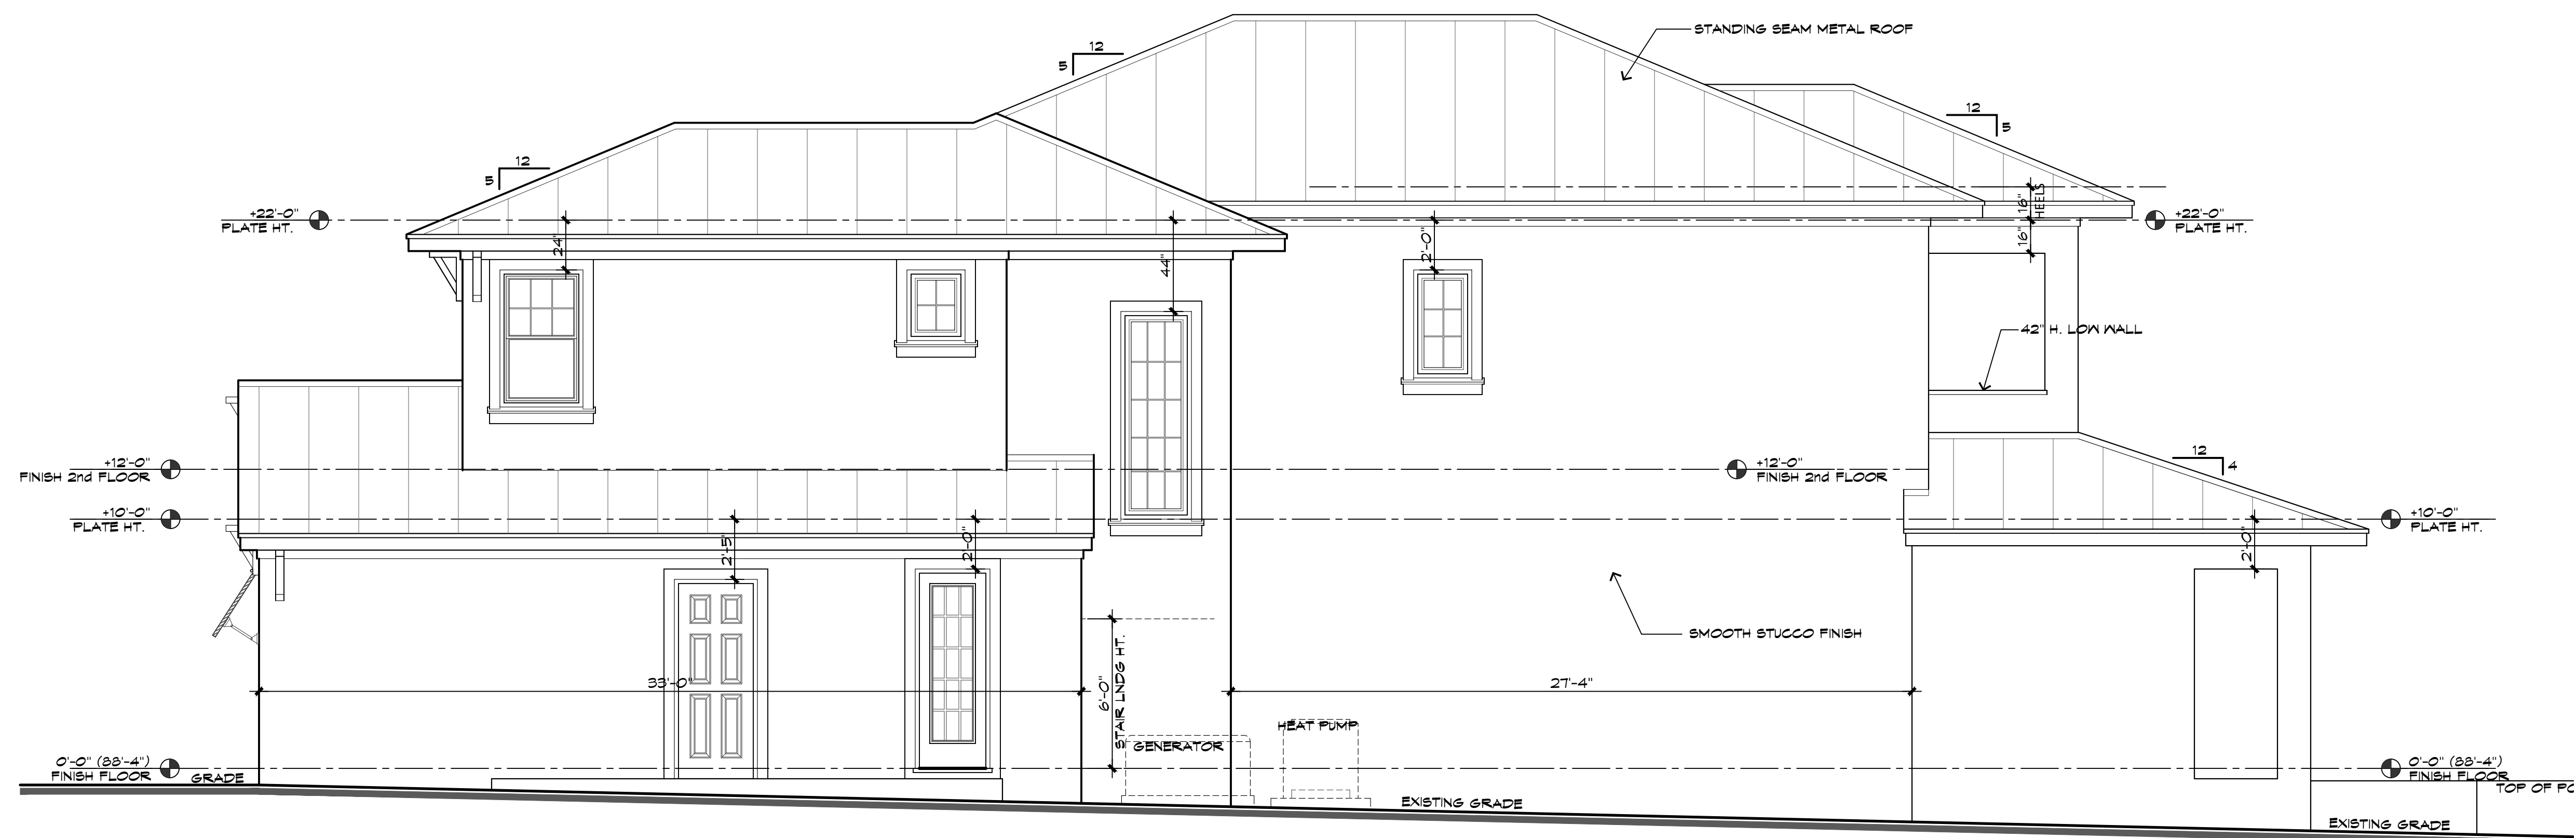 STANDING SEAM METAL ROOF
12
5
12
5
12
5
+22'-0"
PLATE HT.
24"
44"
2'-0"
16"
HEELS
16"
+22'-0"
PLATE HT.
42" H. LOW WALL
+12'-0"
FINISH 2nd FLOOR
+12'-0"
FINISH 2nd FLOOR
12
4
+10'-0"
PLATE HT.
2'-5"
2'-0"
2'-0"
+10'-0"
PLATE HT.
SMOOTH STUCCO FINISH
33'-0"
6'-0"
STAIR LNDG HT.
27'-4"
HEAT PUMP
GENERATOR
0'-0" (88'-4")
FINISH FLOOR
GRADE
0'-0" (88'-4")
FINISH FLOOR
TOP OF PO
EXISTING GRADE
EXISTING GRADE